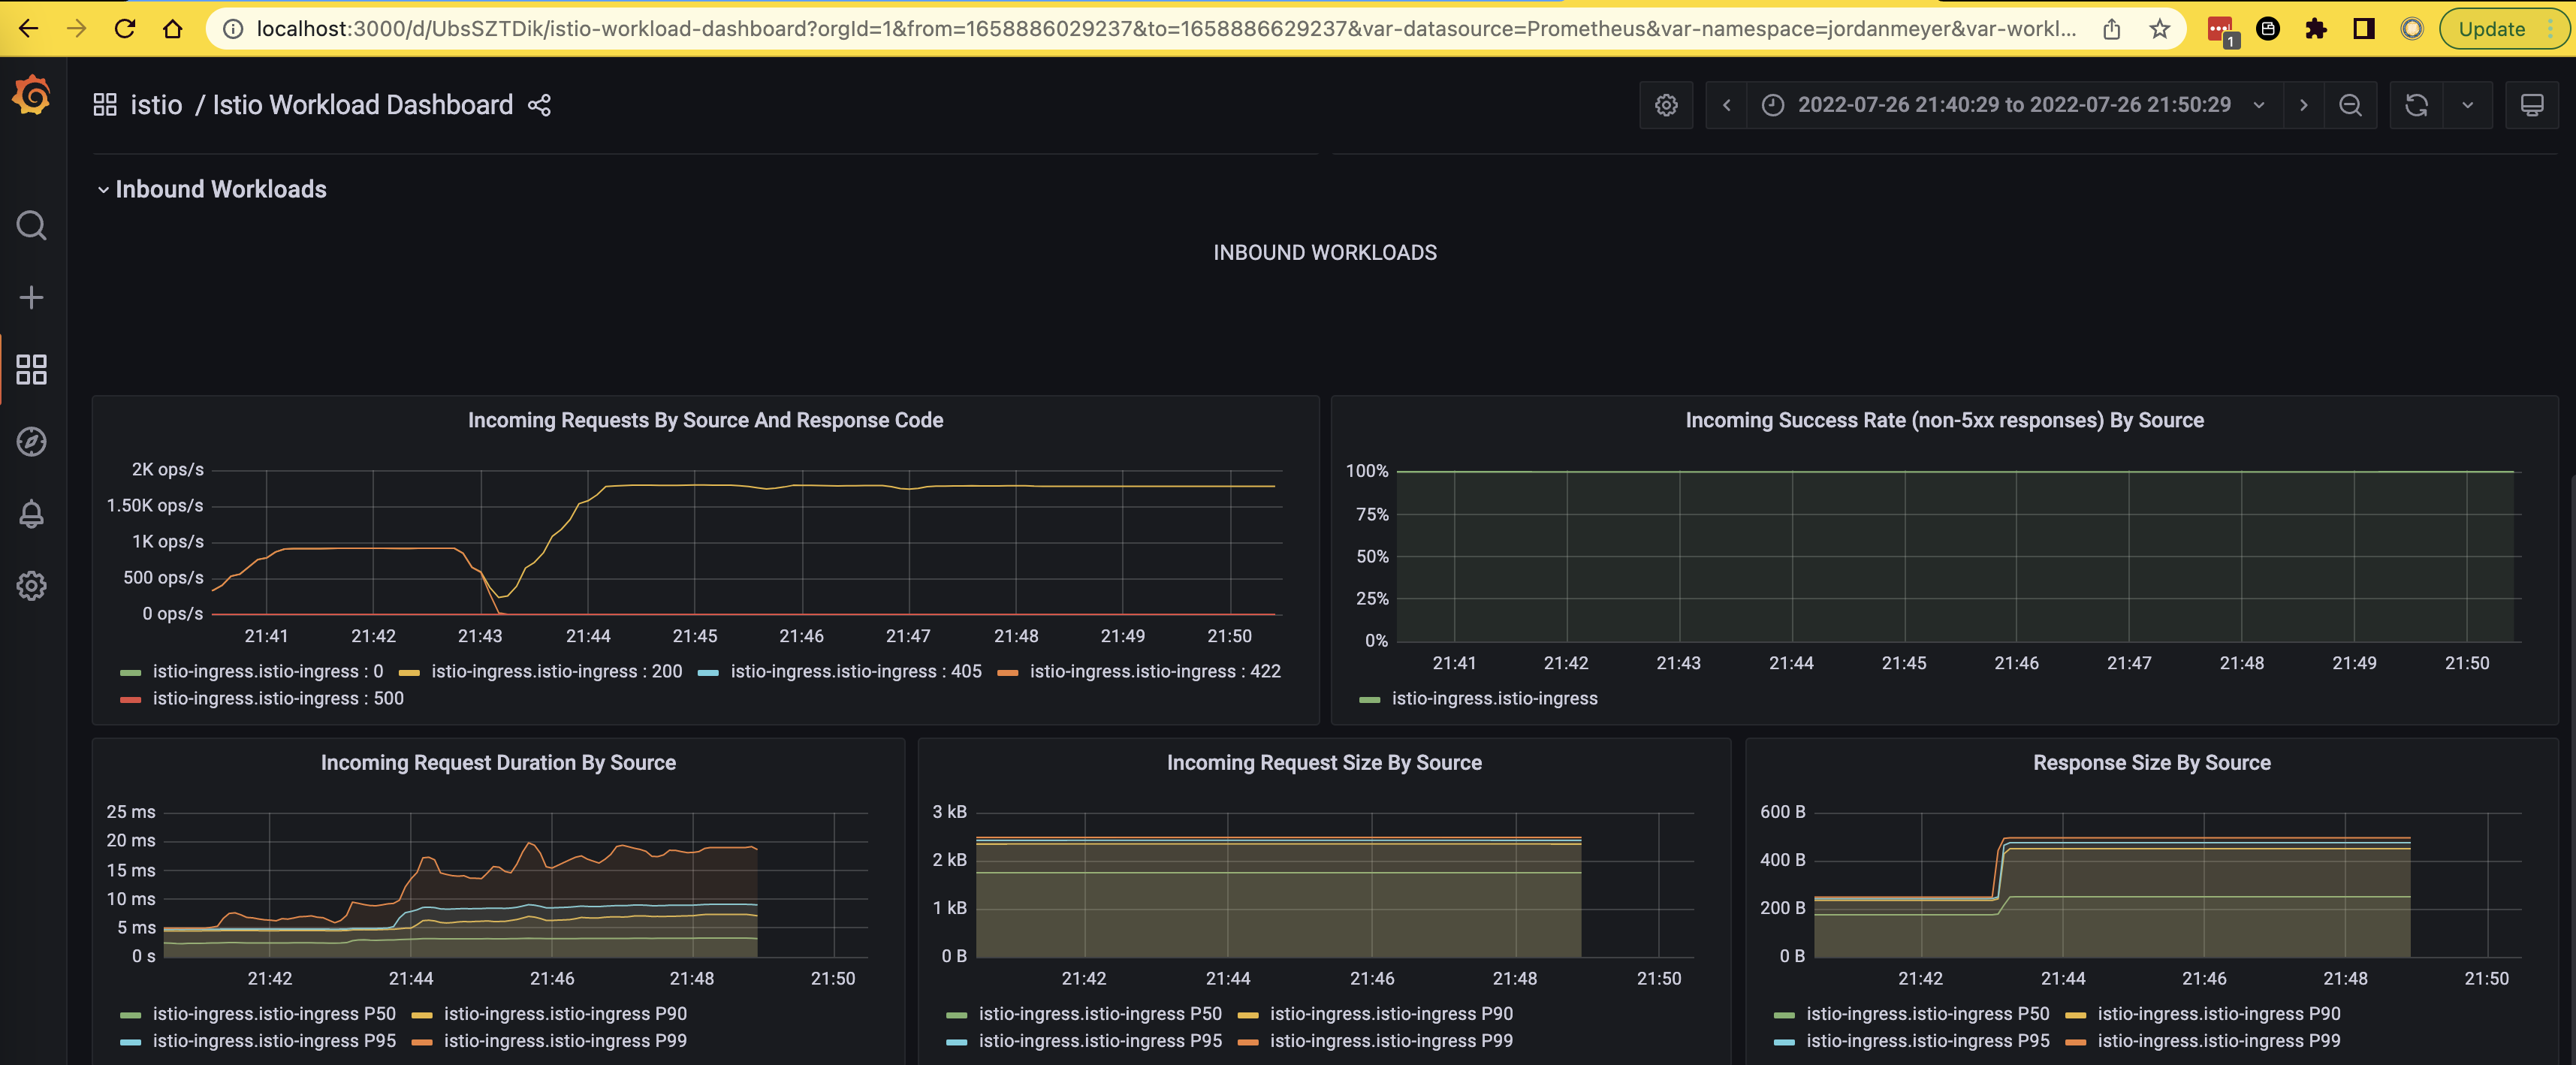 localhost:3000/d/UbsSZTDik/istio-workload-dashboard?orgId=1&from=1658886029237&to=1658886629237&var-datasource=Prometheus&var-namespace=jordanmeyer&var-workl...
1
Update
istio / Istio Workload Dashboard
2022-07-26 21:40:29 to 2022-07-26 21:50:29
Inbound Workloads
INBOUND WORKLOADS
Incoming Requests By Source And Response Code
2K ops/s
1.50K ops/s
1K ops/s
500 ops/s
0 ops/s
21:41 21:42 21:43 21:44 21:45 21:46 21:47 21:48 21:49 21:50
istio-ingress.istio-ingress : 0 istio-ingress.istio-ingress : 200 istio-ingress.istio-ingress : 405 istio-ingress.istio-ingress : 422
istio-ingress.istio-ingress : 500
Incoming Success Rate (non-5xx responses) By Source
100%
75%
50%
25%
0%
21:41 21:42 21:43 21:44 21:45 21:46 21:47 21:48 21:49 21:50
istio-ingress.istio-ingress
Incoming Request Duration By Source
25 ms
20 ms
15 ms
10 ms
5 ms
0 s
21:42 21:44 21:46 21:48 21:50
istio-ingress.istio-ingress P50 istio-ingress.istio-ingress P90
istio-ingress.istio-ingress P95 istio-ingress.istio-ingress P99
Incoming Request Size By Source
3 kB
2 kB
1 kB
0 B
21:42 21:44 21:46 21:48 21:50
istio-ingress.istio-ingress P50 istio-ingress.istio-ingress P90
istio-ingress.istio-ingress P95 istio-ingress.istio-ingress P99
Response Size By Source
600 B
400 B
200 B
0 B
21:42 21:44 21:46 21:48 21:50
istio-ingress.istio-ingress P50 istio-ingress.istio-ingress P90
istio-ingress.istio-ingress P95 istio-ingress.istio-ingress P99